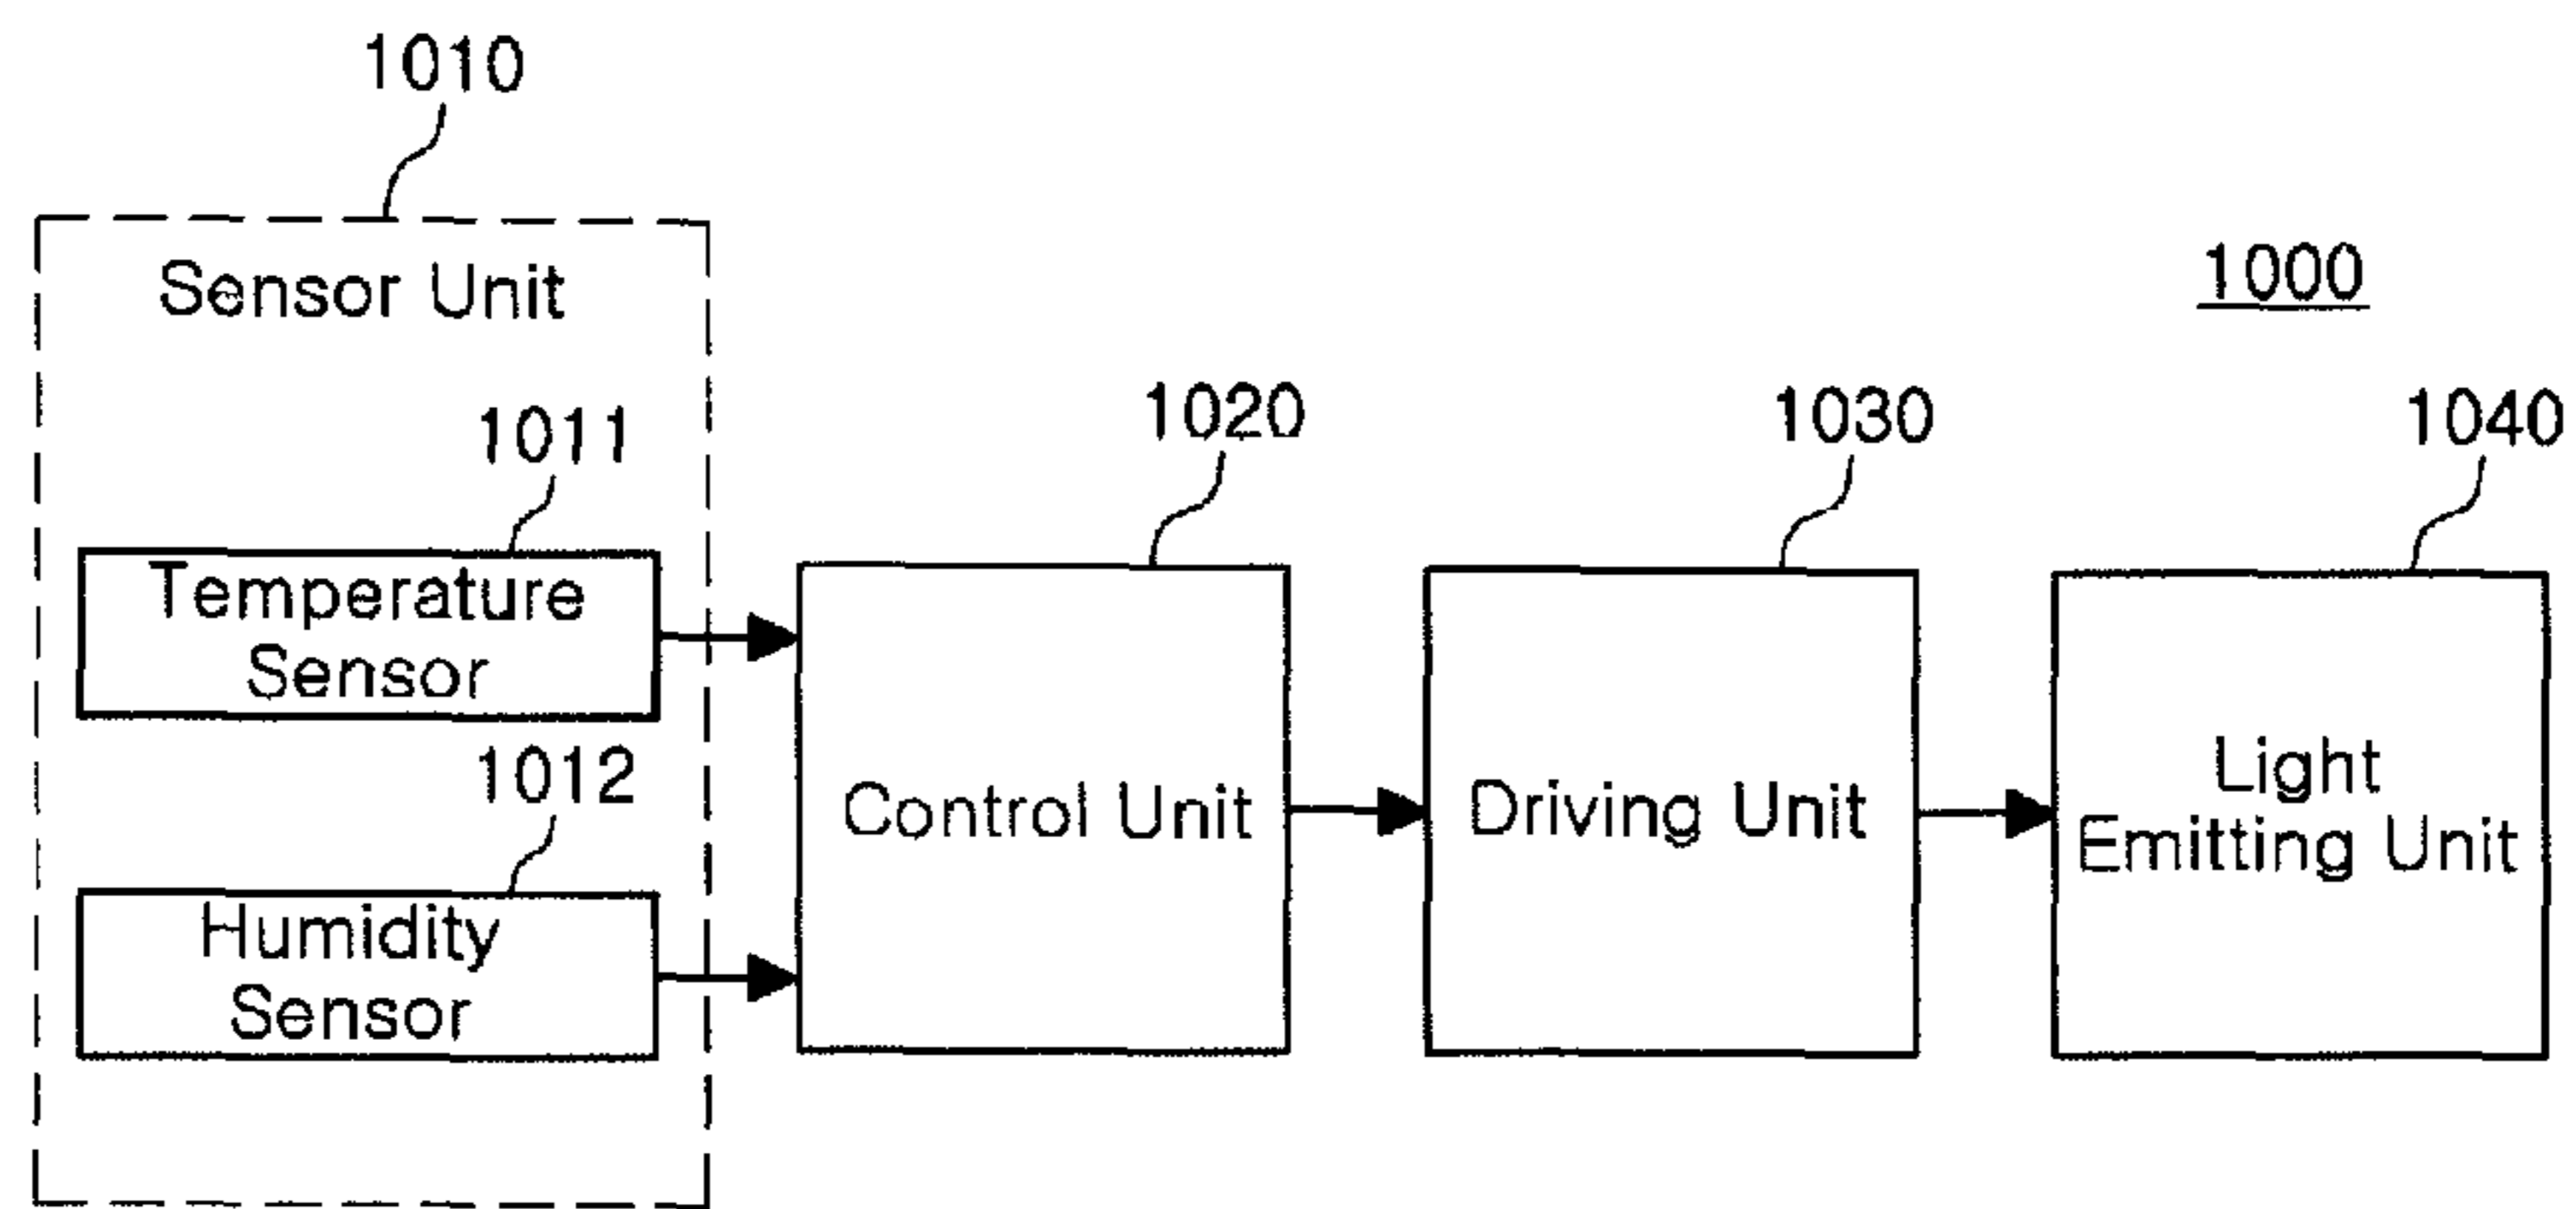 1010
Sensor Unit
1000
1011
1020
1030
1040
Temperature
Sensor
1012
Control Unit
Driving Unit
Light
Emitting Unit
Humidity
Sensor